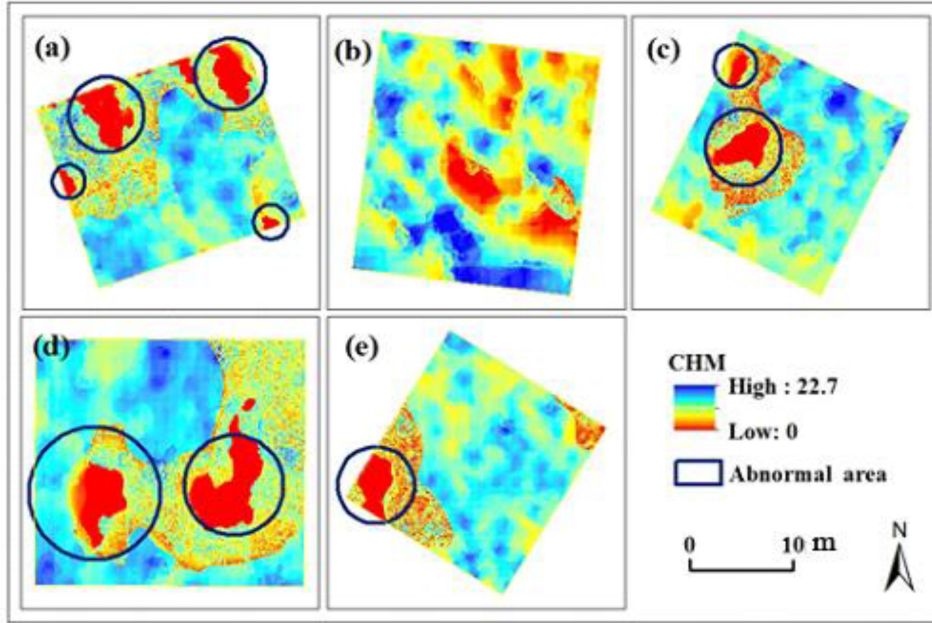 (a)
(b)
(c)
(d)
(e)
CHM
High : 22.7
Low: 0
Abnormal area
N
0 10 m